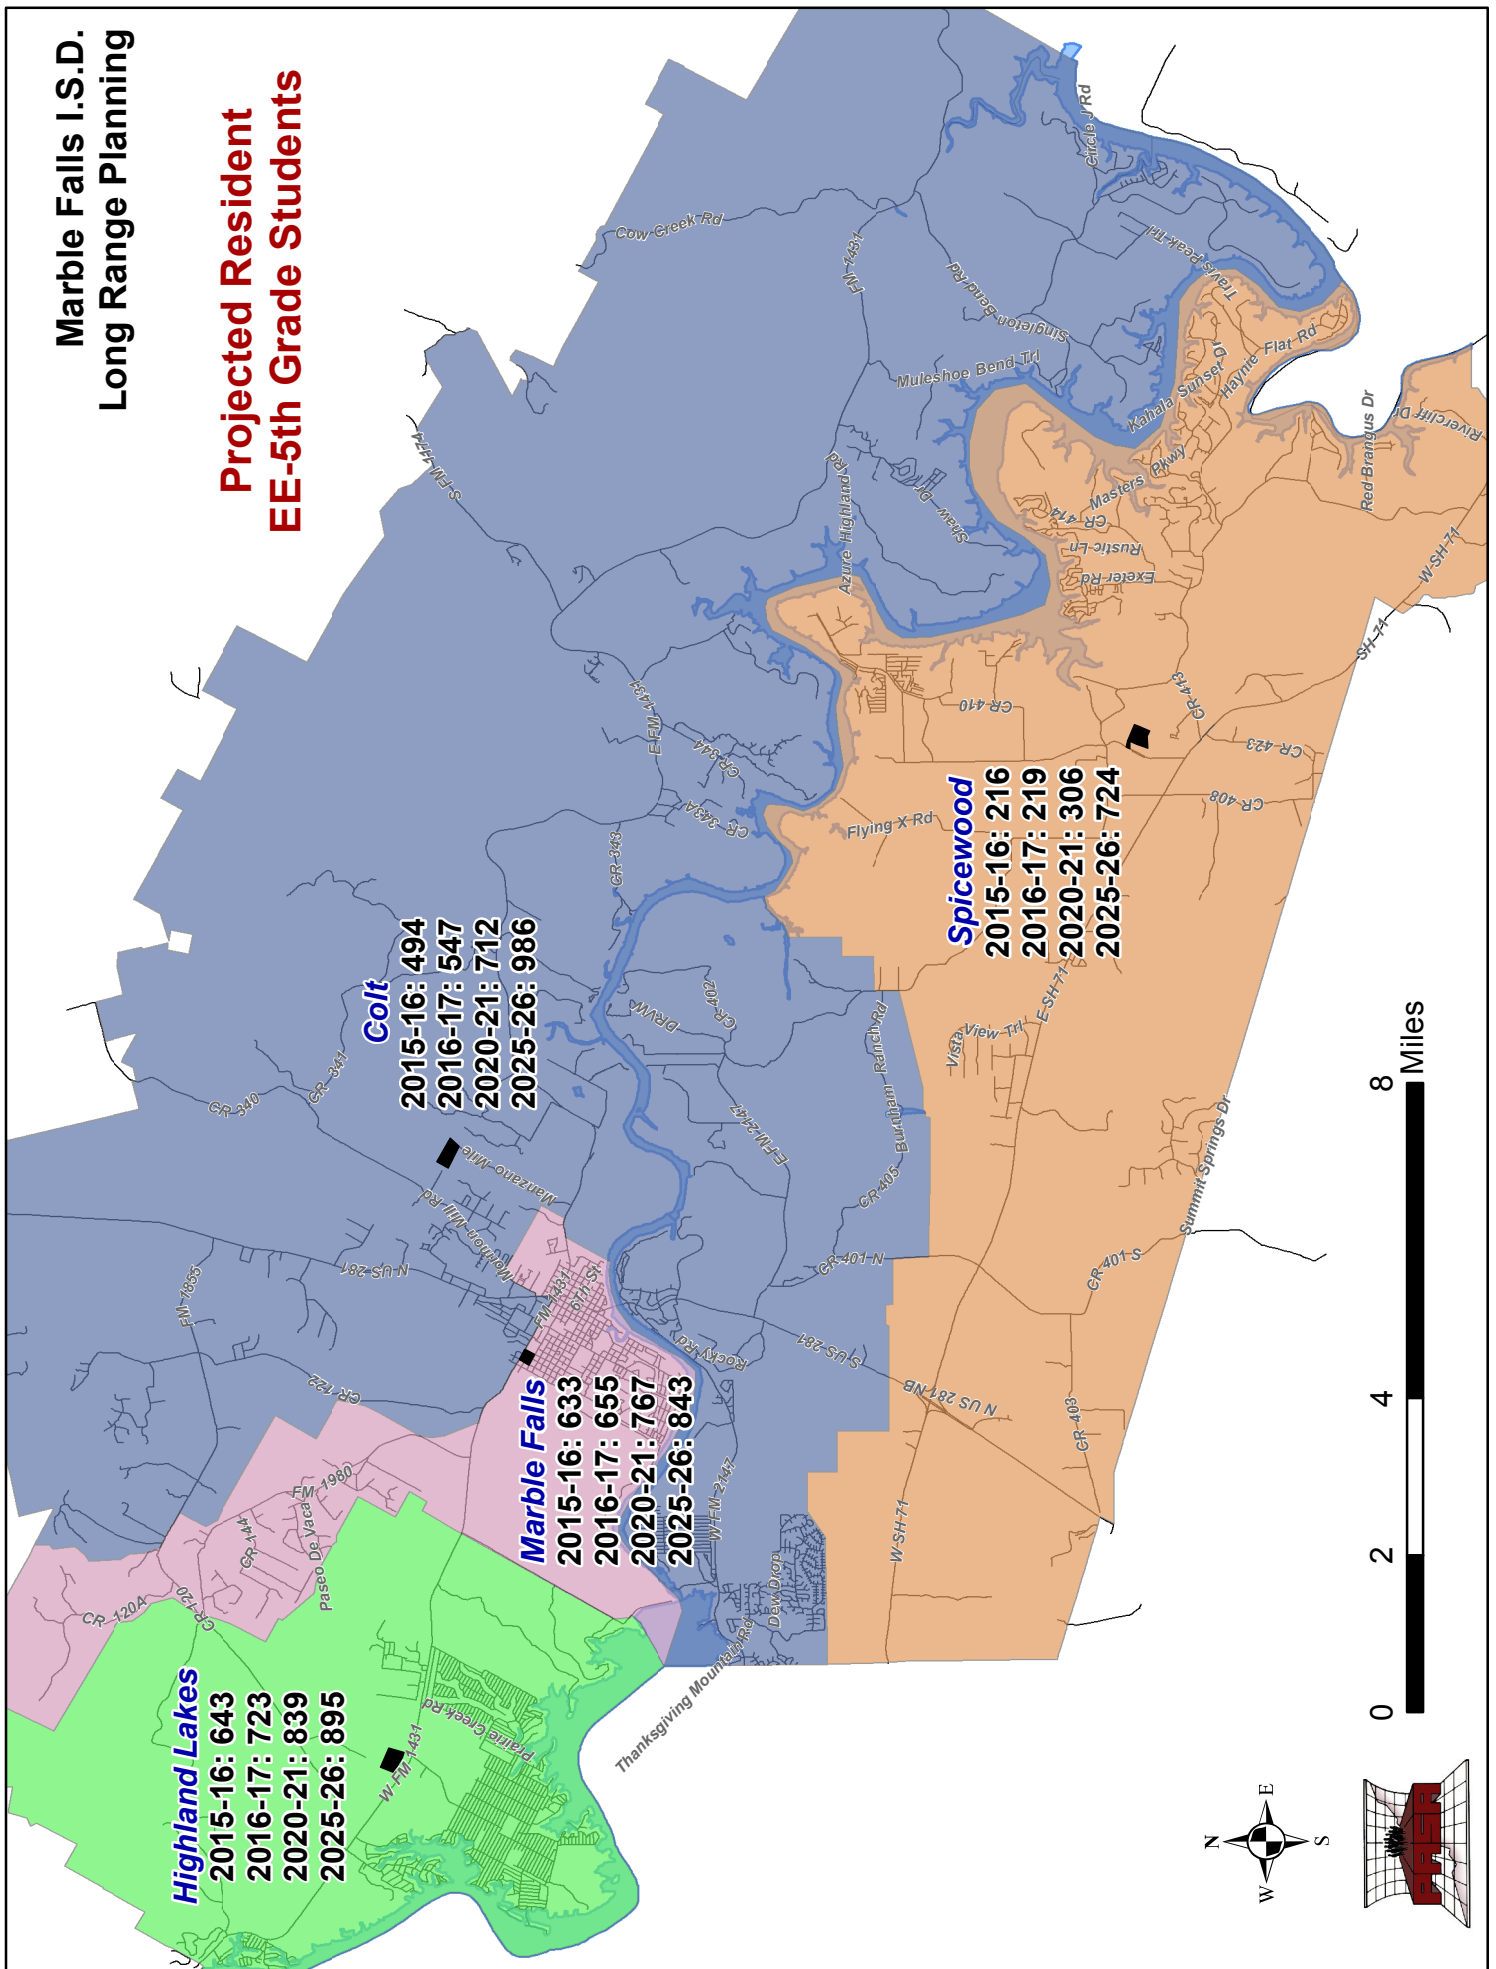 Marble Falls I.S.D.
Long Range Planning
Projected Resident
EE-5th Grade Students
Highland Lakes
2015-16: 643
2016-17: 723
2020-21: 839
2025-26: 895
Colt
2015-16: 494
2016-17: 547
2020-21: 712
2025-26: 986
Marble Falls
2015-16: 633
2016-17: 655
2020-21: 767
2025-26: 843
Spicewood
2015-16: 216
2016-17: 219
2020-21: 306
2025-26: 724
CR 120A
CR 120
CR 144
Paseo De Vaca
FM 1980
W FM 1431
Prairie Creek Rd
Thanksgiving Mountain Rd
CR 122
FM 1855
N US 281
Mormon Mill Rd
Manzano Mile
FM 1431
6Th St
CR 340
CR 341
Rocky Rd
S US 281
W FM 2147
Dew Drop
W SH 71
N US 281 NB
CR 403
CR 401 N
CR 401 S
CR 405
Burnham Ranch Rd
E FM 2147
CR 402
DRVW
CR 343
CR 343A
CR 344
E FM 1431
S FM 1174
Cow Creek Rd
FM 1431
Singleton Bend Rd
Muleshoe Bend Trl
Azure Highland Rd
Shaw Dr
Circle J Rd
Travis Peak Trl
Kahala Sunset Dr
Haynie Flat Rd
Masters Pkwy
CR 414
Rustic Ln
Exeter Rd
Red Brangus Dr
Rivercliff Dr
W SH 71
SH 71
CR 413
CR 410
CR 423
CR 408
Flying X Rd
E SH 71
Vista View Trl
Summit Springs Dr
0 2 4 8
Miles
N
W E
S
PASA